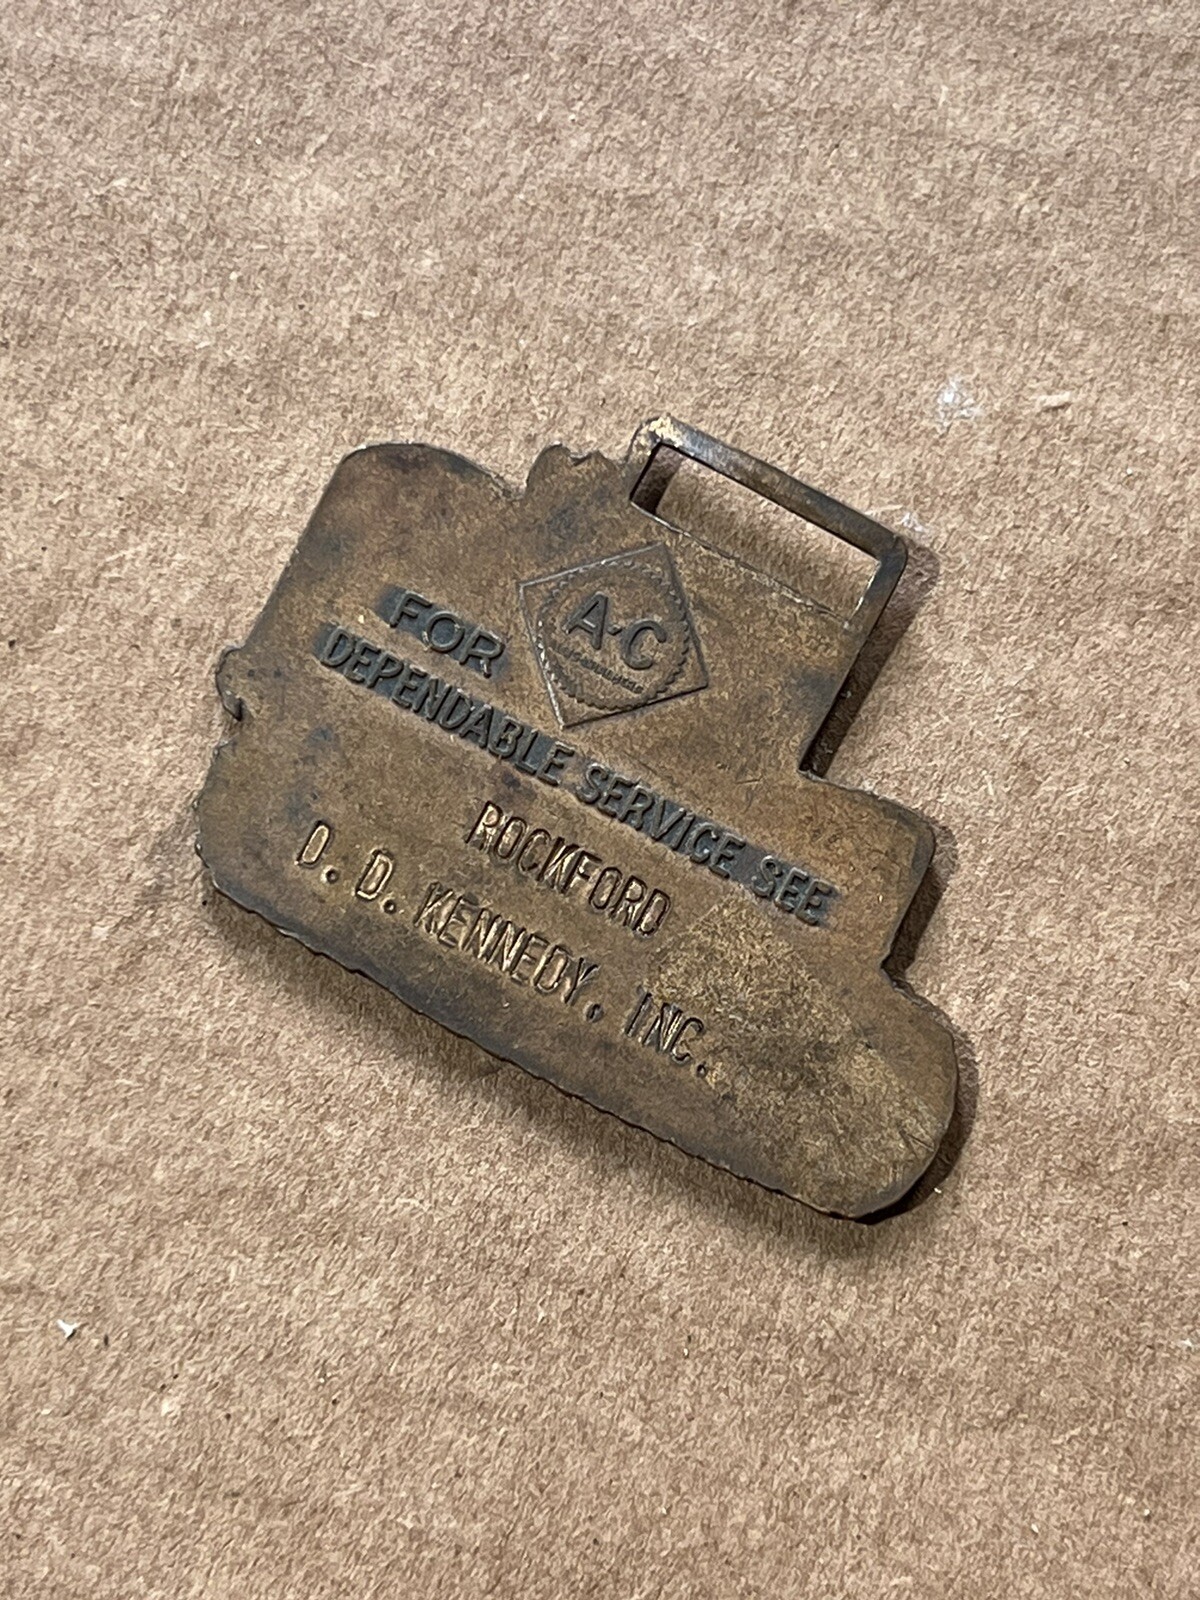 A-C
FOR
DEPENDABLE SERVICE SEE
ROCKFORD
D. D. KENNEDY, INC.